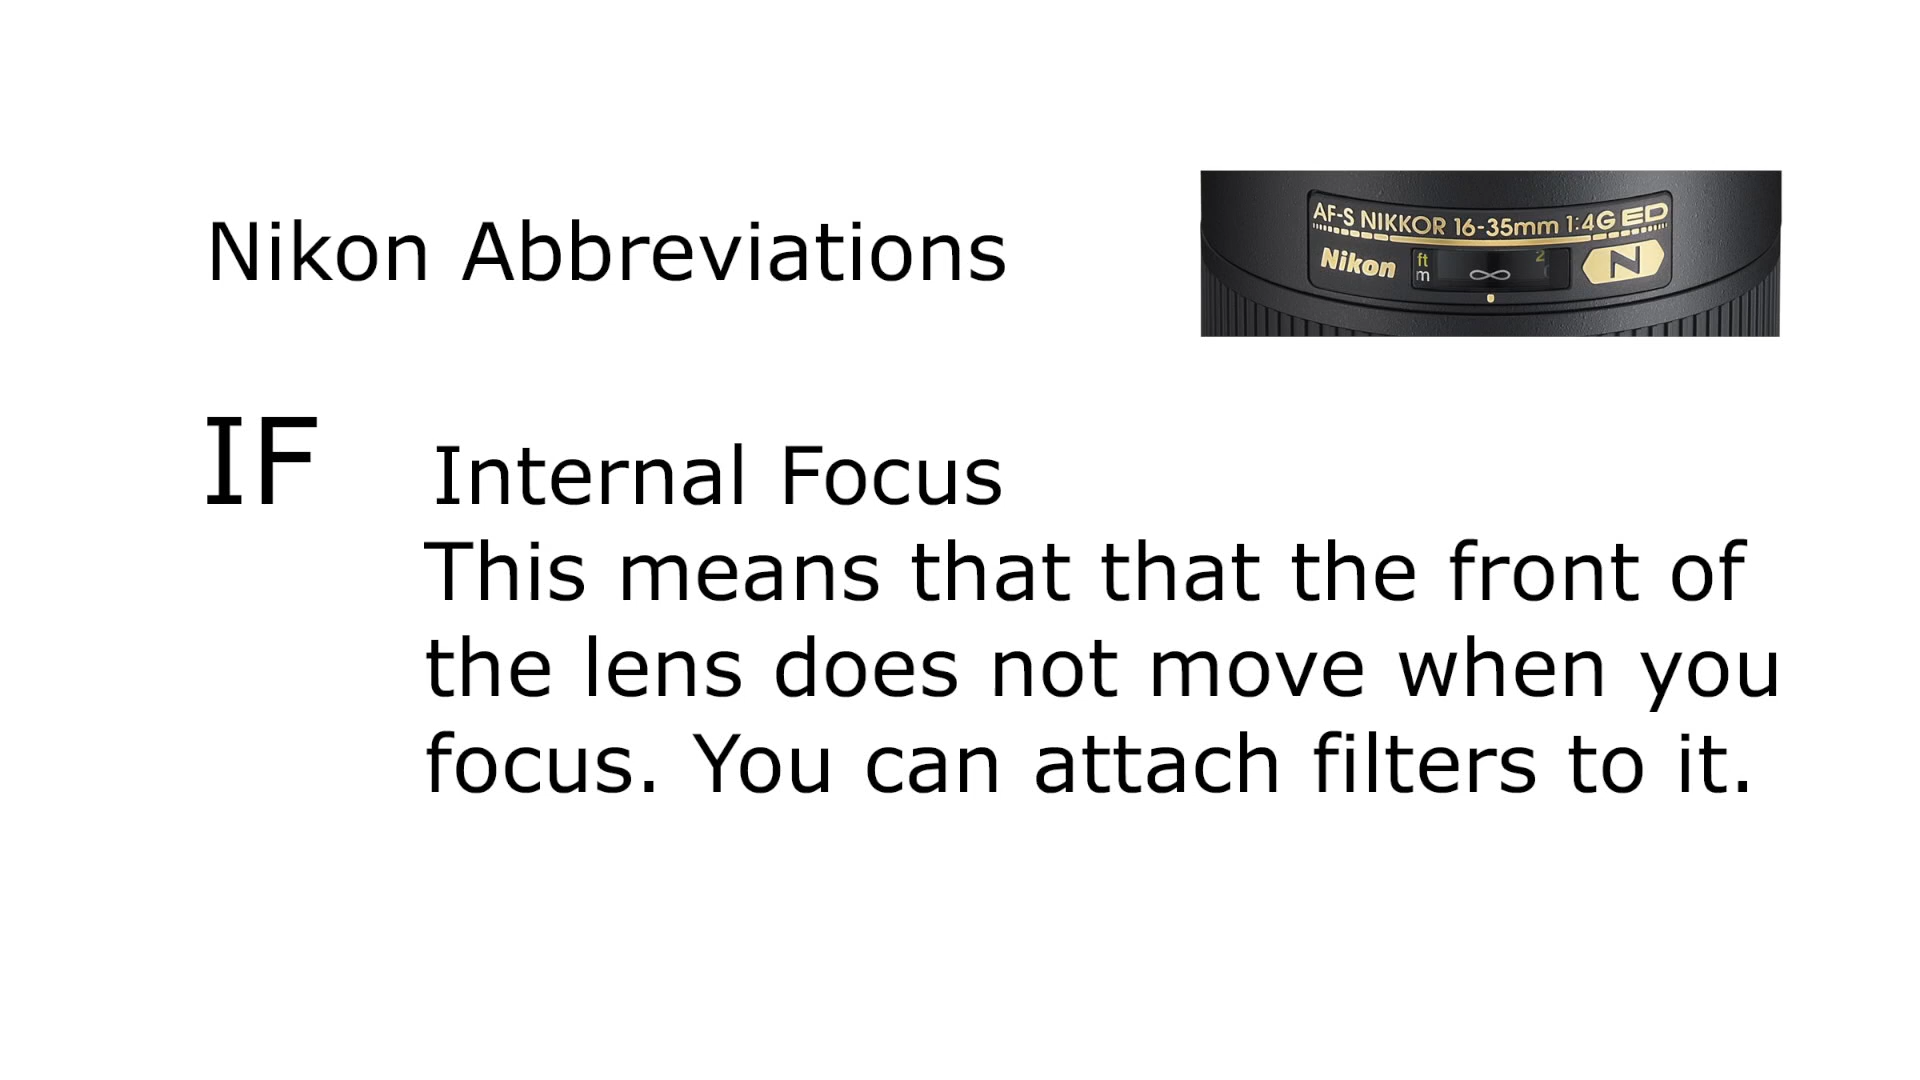 Nikon Abbreviations
AF-S NIKKOR 16-35mm 1:4G ED
Nikon ft 2 N
m ∞
IF Internal Focus
This means that that the front of
the lens does not move when you
focus. You can attach filters to it.